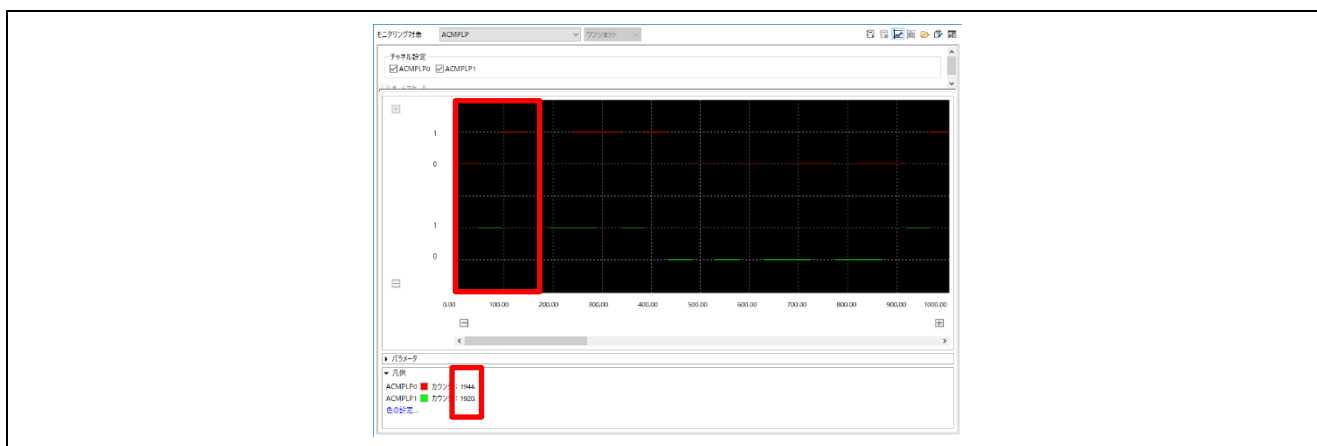 モニタリング対象 ACMPLP ワンショット
チャネル設定
ACMPLP0 ACMPLP1
1
0
1
0
0.00 100.00 200.00 300.00 400.00 500.00 600.00 700.00 800.00 900.00 1000.00
パラメータ
凡例
ACMPLP0 カウンタ : 1944.
ACMPLP1 カウンタ : 1920.
色の設定...